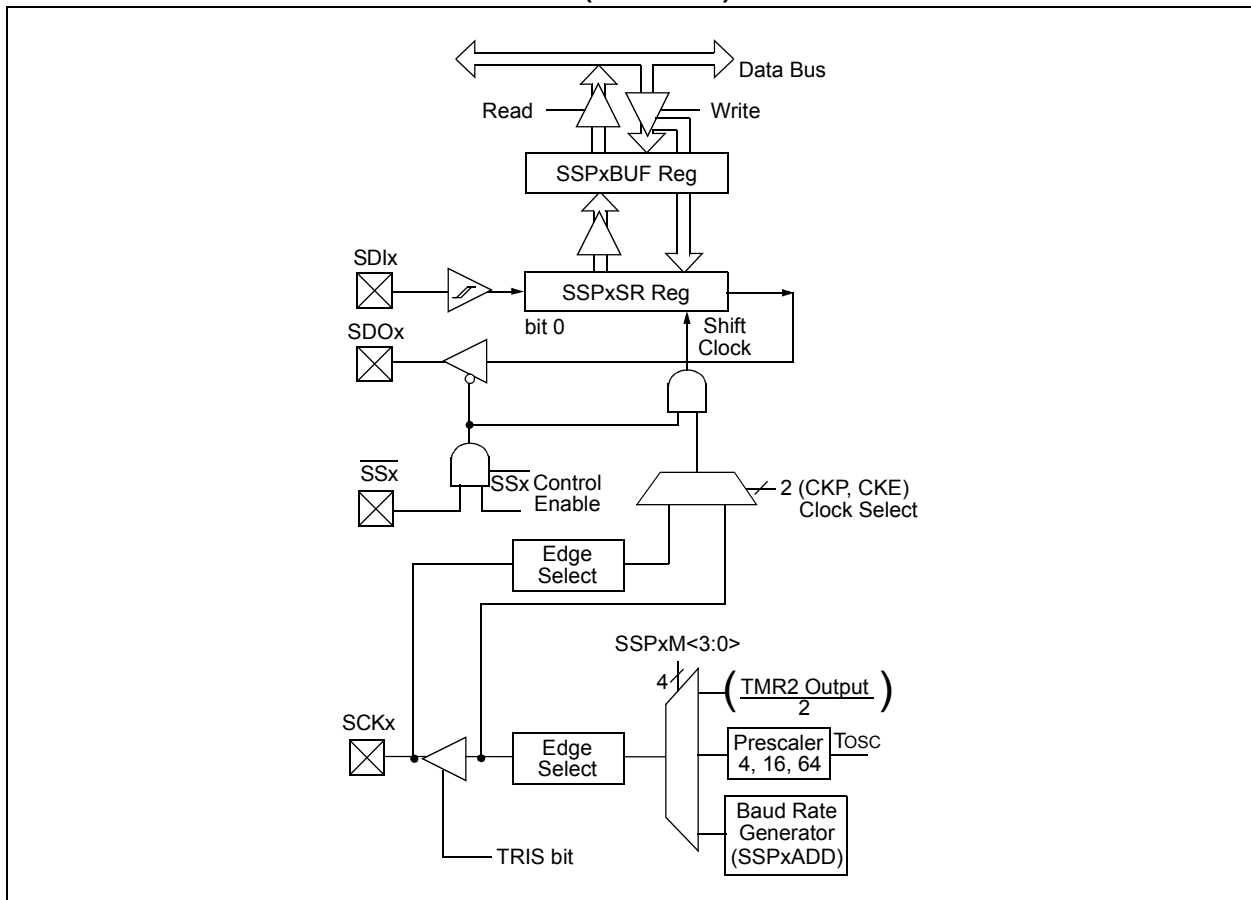 Data Bus
Read
Write
SSPxBUF Reg
SDIx
SSPxSR Reg
bit 0
Shift
Clock
SDOx
SSx
SSx Control
Enable
2 (CKP, CKE)
Clock Select
Edge
Select
SSPxM<3:0>
4
(TMR2 Output)
2
SCKx
Edge
Select
Prescaler
4, 16, 64
TOSC
Baud Rate
Generator
(SSPxADD)
TRIS bit